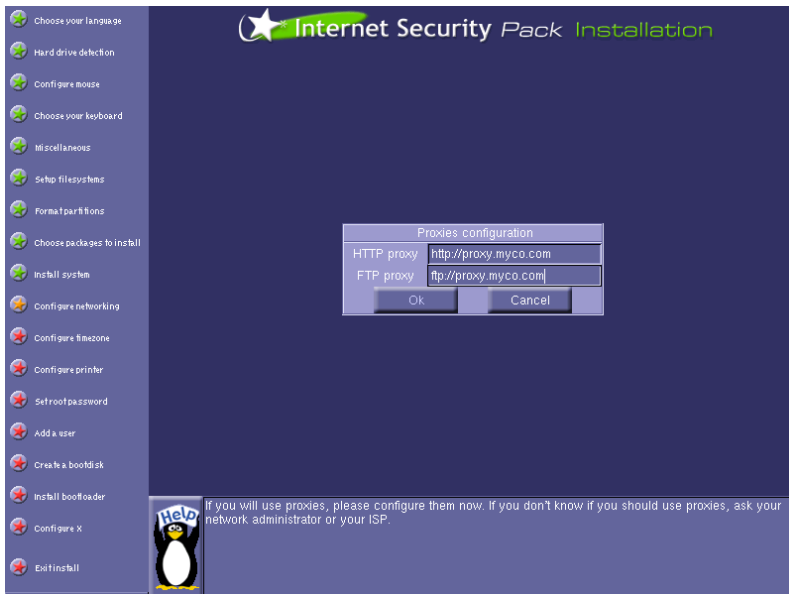 Choose your language
Hard drive detection
Configure mouse
Choose your keyboard
Miscellaneous
Setup filesystems
Format partitions
Choose packages to install
Install system
Configure networking
Configure timezone
Configure printer
Set root password
Add a user
Create a bootdisk
Install bootloader
Configure X
Exit install
Internet Security Pack Installation
Proxies configuration
HTTP proxy http://proxy.myco.com
FTP proxy ftp://proxy.myco.com
Ok Cancel
Help
If you will use proxies, please configure them now. If you don't know if you should use proxies, ask your
network administrator or your ISP.